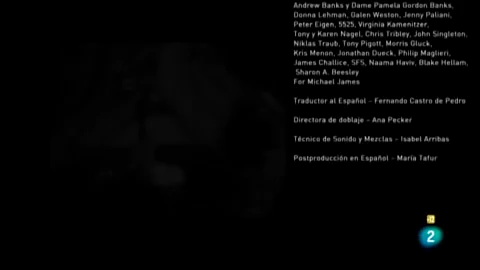 Andrew Banks y Dame Pamela Gordon Banks,
Donna Lehman, Galen Weston, Jenny Paliani,
Peter Eigen, 5525, Virginia Kamenitzer,
Tony y Karen Nagel, Chris Tribley, John Singleton,
Niklas Traub, Tony Pigott, Morris Gluck,
Kris Menon, Jonathan Dueck, Philip Maglieri,
James Challice, SFS, Naama Haviv, Blake Hellam,
Sharon A. Beesley
For Michael James
Traductor al Español - Fernando Castro de Pedro
Directora de doblaje - Ana Pecker
Técnico de Sonido y Mezclas - Isabel Arribas
Postproducción en Español - María Tafur
2